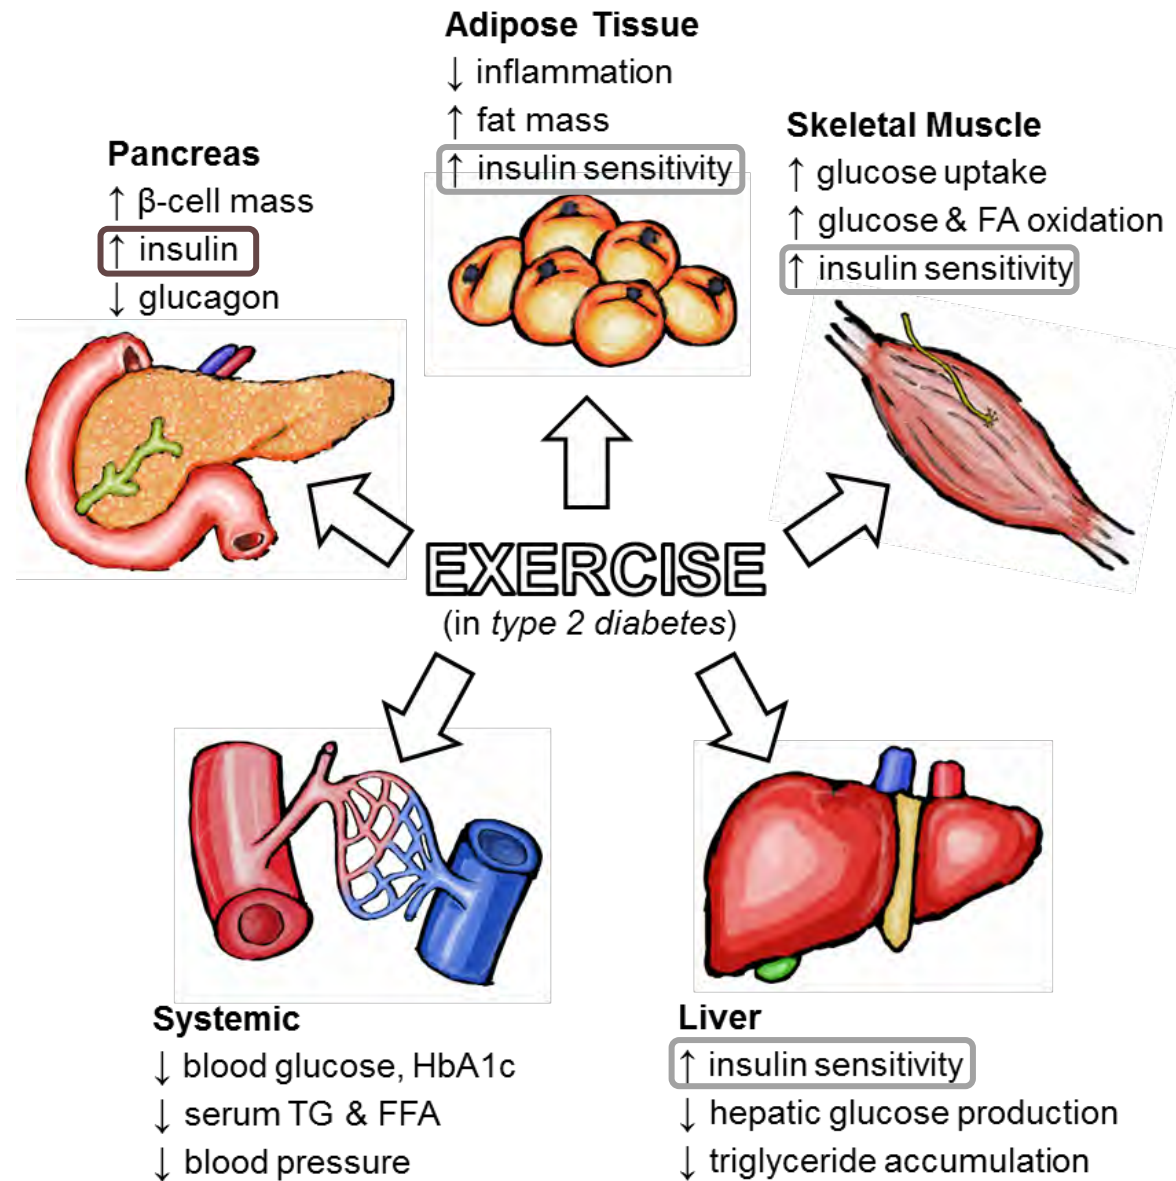 Adipose Tissue
↓ inflammation
↑ fat mass
↑ insulin sensitivity
Skeletal Muscle
↑ glucose uptake
↑ glucose & FA oxidation
↑ insulin sensitivity
Pancreas
↑ β-cell mass
↑ insulin
↓ glucagon
EXERCISE
(in type 2 diabetes)
Systemic
↓ blood glucose, HbA1c
↓ serum TG & FFA
↓ blood pressure
Liver
↑ insulin sensitivity
↓ hepatic glucose production
↓ triglyceride accumulation